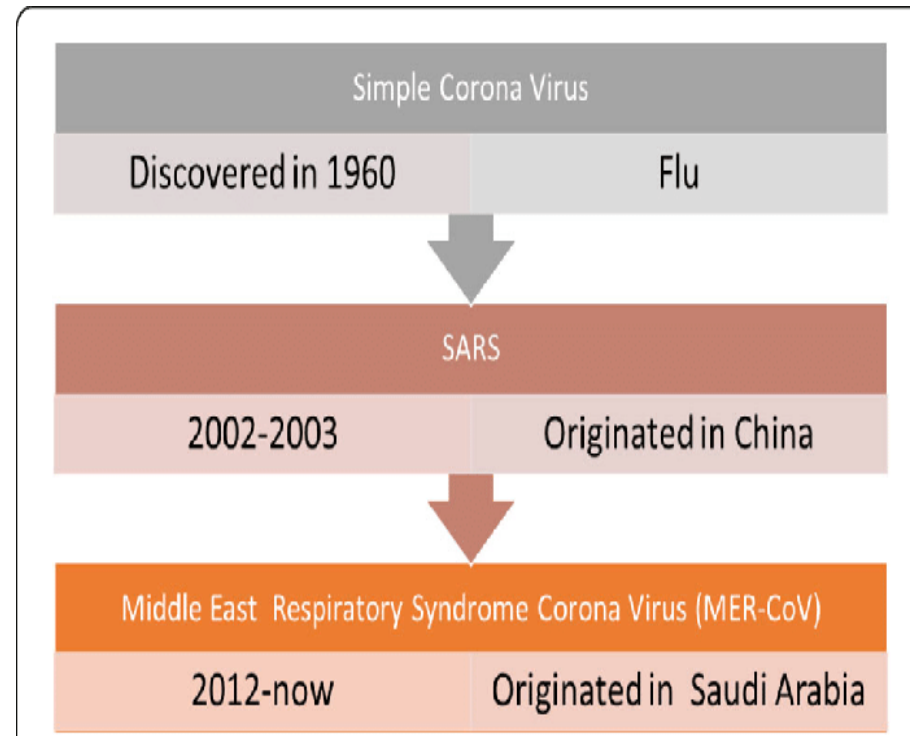 Simple Corona Virus
Discovered in 1960
Flu
SARS
2002-2003
Originated in China
Middle East Respiratory Syndrome Corona Virus (MER-CoV)
2012-now
Originated in Saudi Arabia